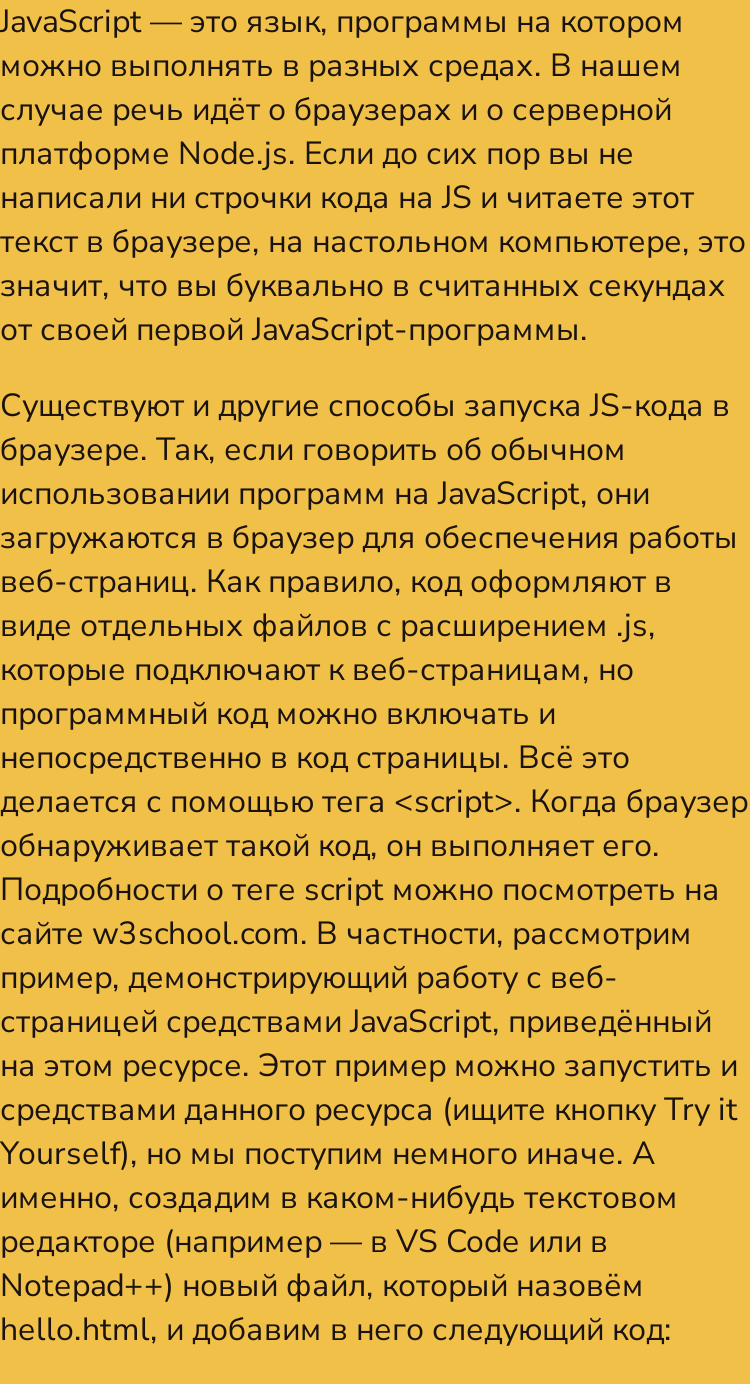 JavaScript — это язык, программы на котором
можно выполнять в разных средах. В нашем
случае речь идёт о браузерах и о серверной
платформе Node.js. Если до сих пор вы не
написали ни строчки кода на JS и читаете этот
текст в браузере, на настольном компьютере, это
значит, что вы буквально в считанных секундах
от своей первой JavaScript-программы.
Существуют и другие способы запуска JS-кода в
браузере. Так, если говорить об обычном
использовании программ на JavaScript, они
загружаются в браузер для обеспечения работы
веб-страниц. Как правило, код оформляют в
виде отдельных файлов с расширением .js,
которые подключают к веб-страницам, но
программный код можно включать и
непосредственно в код страницы. Всё это
делается с помощью тега <script>. Когда браузер
обнаруживает такой код, он выполняет его.
Подробности о теге script можно посмотреть на
сайте w3school.com. В частности, рассмотрим
пример, демонстрирующий работу с веб-
страницей средствами JavaScript, приведённый
на этом ресурсе. Этот пример можно запустить и
средствами данного ресурса (ищите кнопку Try it
Yourself), но мы поступим немного иначе. А
именно, создадим в каком-нибудь текстовом
редакторе (например — в VS Code или в
Notepad++) новый файл, который назовём
hello.html, и добавим в него следующий код: